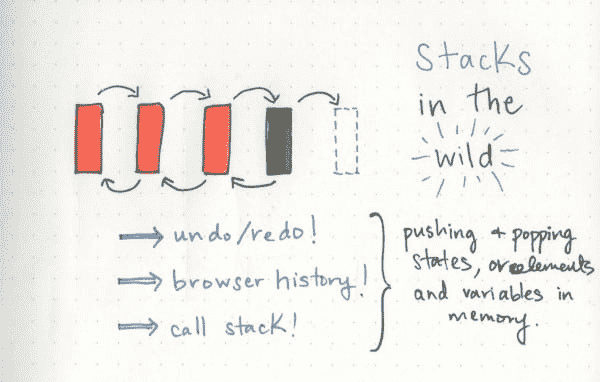 Stacks
in the
wild
undo/redo!
browser history!
call stack!
pushing + popping
states, or elements
and variables in
memory.